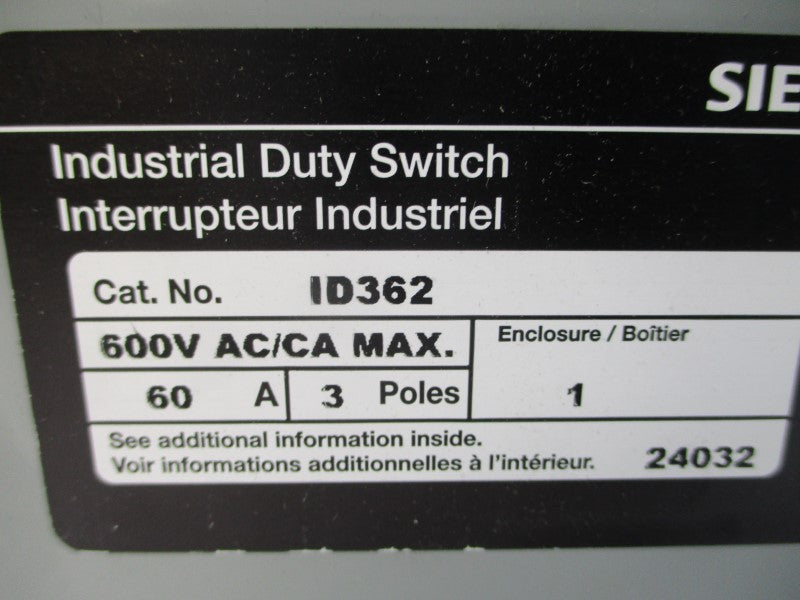 SIE
Industrial Duty Switch
Interrupteur Industriel
Cat. No. ID362
600V AC/CA MAX.
Enclosure / Boîtier
60 A 3 Poles
1
See additional information inside.
Voir informations additionnelles à l'intérieur.
24032